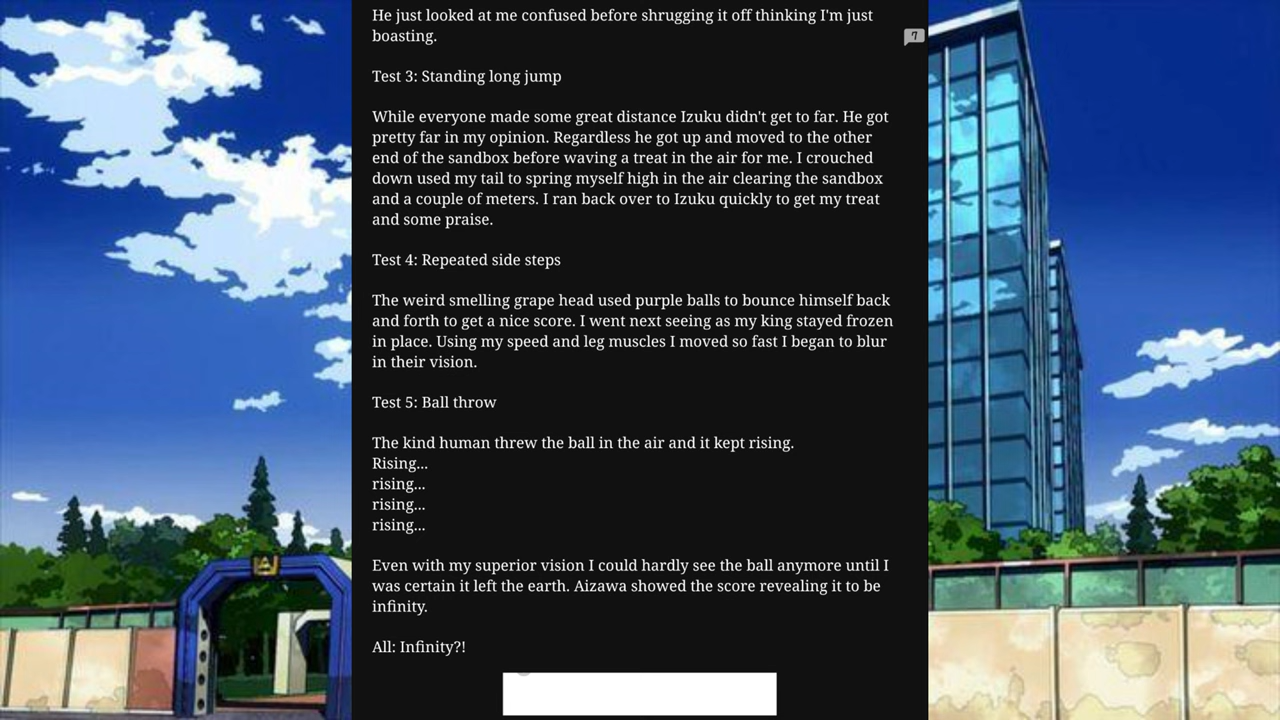 He just looked at me confused before shrugging it off thinking I'm just
boasting.
7
Test 3: Standing long jump
While everyone made some great distance Izuku didn't get to far. He got
pretty far in my opinion. Regardless he got up and moved to the other
end of the sandbox before waving a treat in the air for me. I crouched
down used my tail to spring myself high in the air clearing the sandbox
and a couple of meters. I ran back over to Izuku quickly to get my treat
and some praise.
Test 4: Repeated side steps
The weird smelling grape head used purple balls to bounce himself back
and forth to get a nice score. I went next seeing as my king stayed frozen
in place. Using my speed and leg muscles I moved so fast I began to blur
in their vision.
Test 5: Ball throw
The kind human threw the ball in the air and it kept rising.
Rising...
rising...
rising...
rising...
Even with my superior vision I could hardly see the ball anymore until I
was certain it left the earth. Aizawa showed the score revealing it to be
infinity.
All: Infinity?!